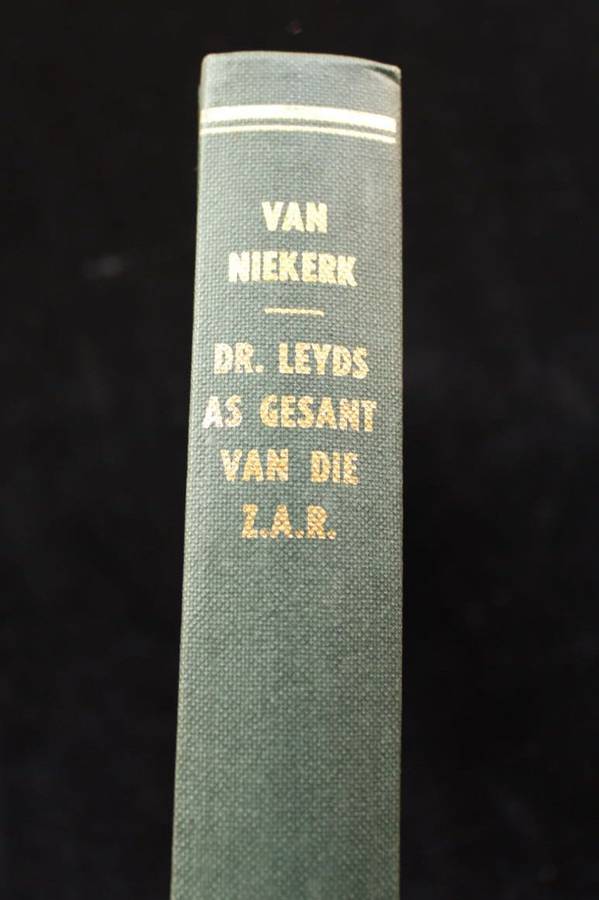 VAN
NIEKERK
DR. LEYDS
AS GESANT
VAN DIE
Z.A.R.